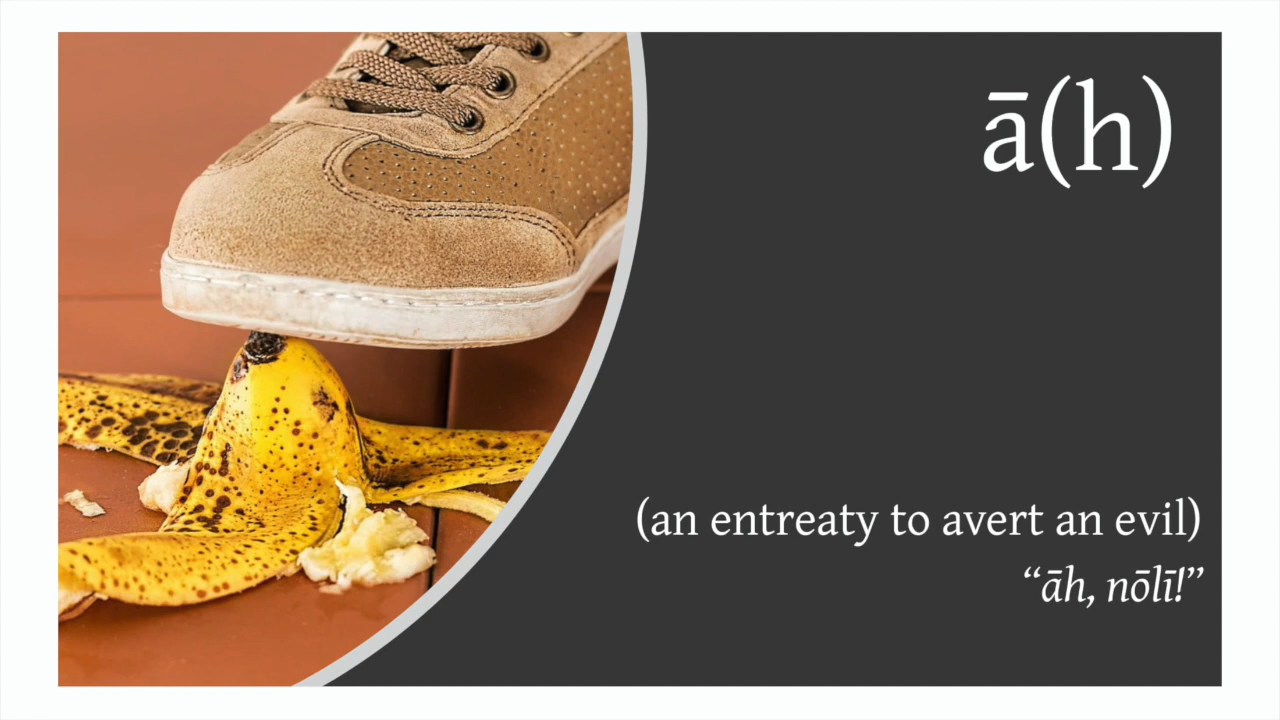 ā(h)
(an entreaty to avert an evil)
“āh, nōlī!”